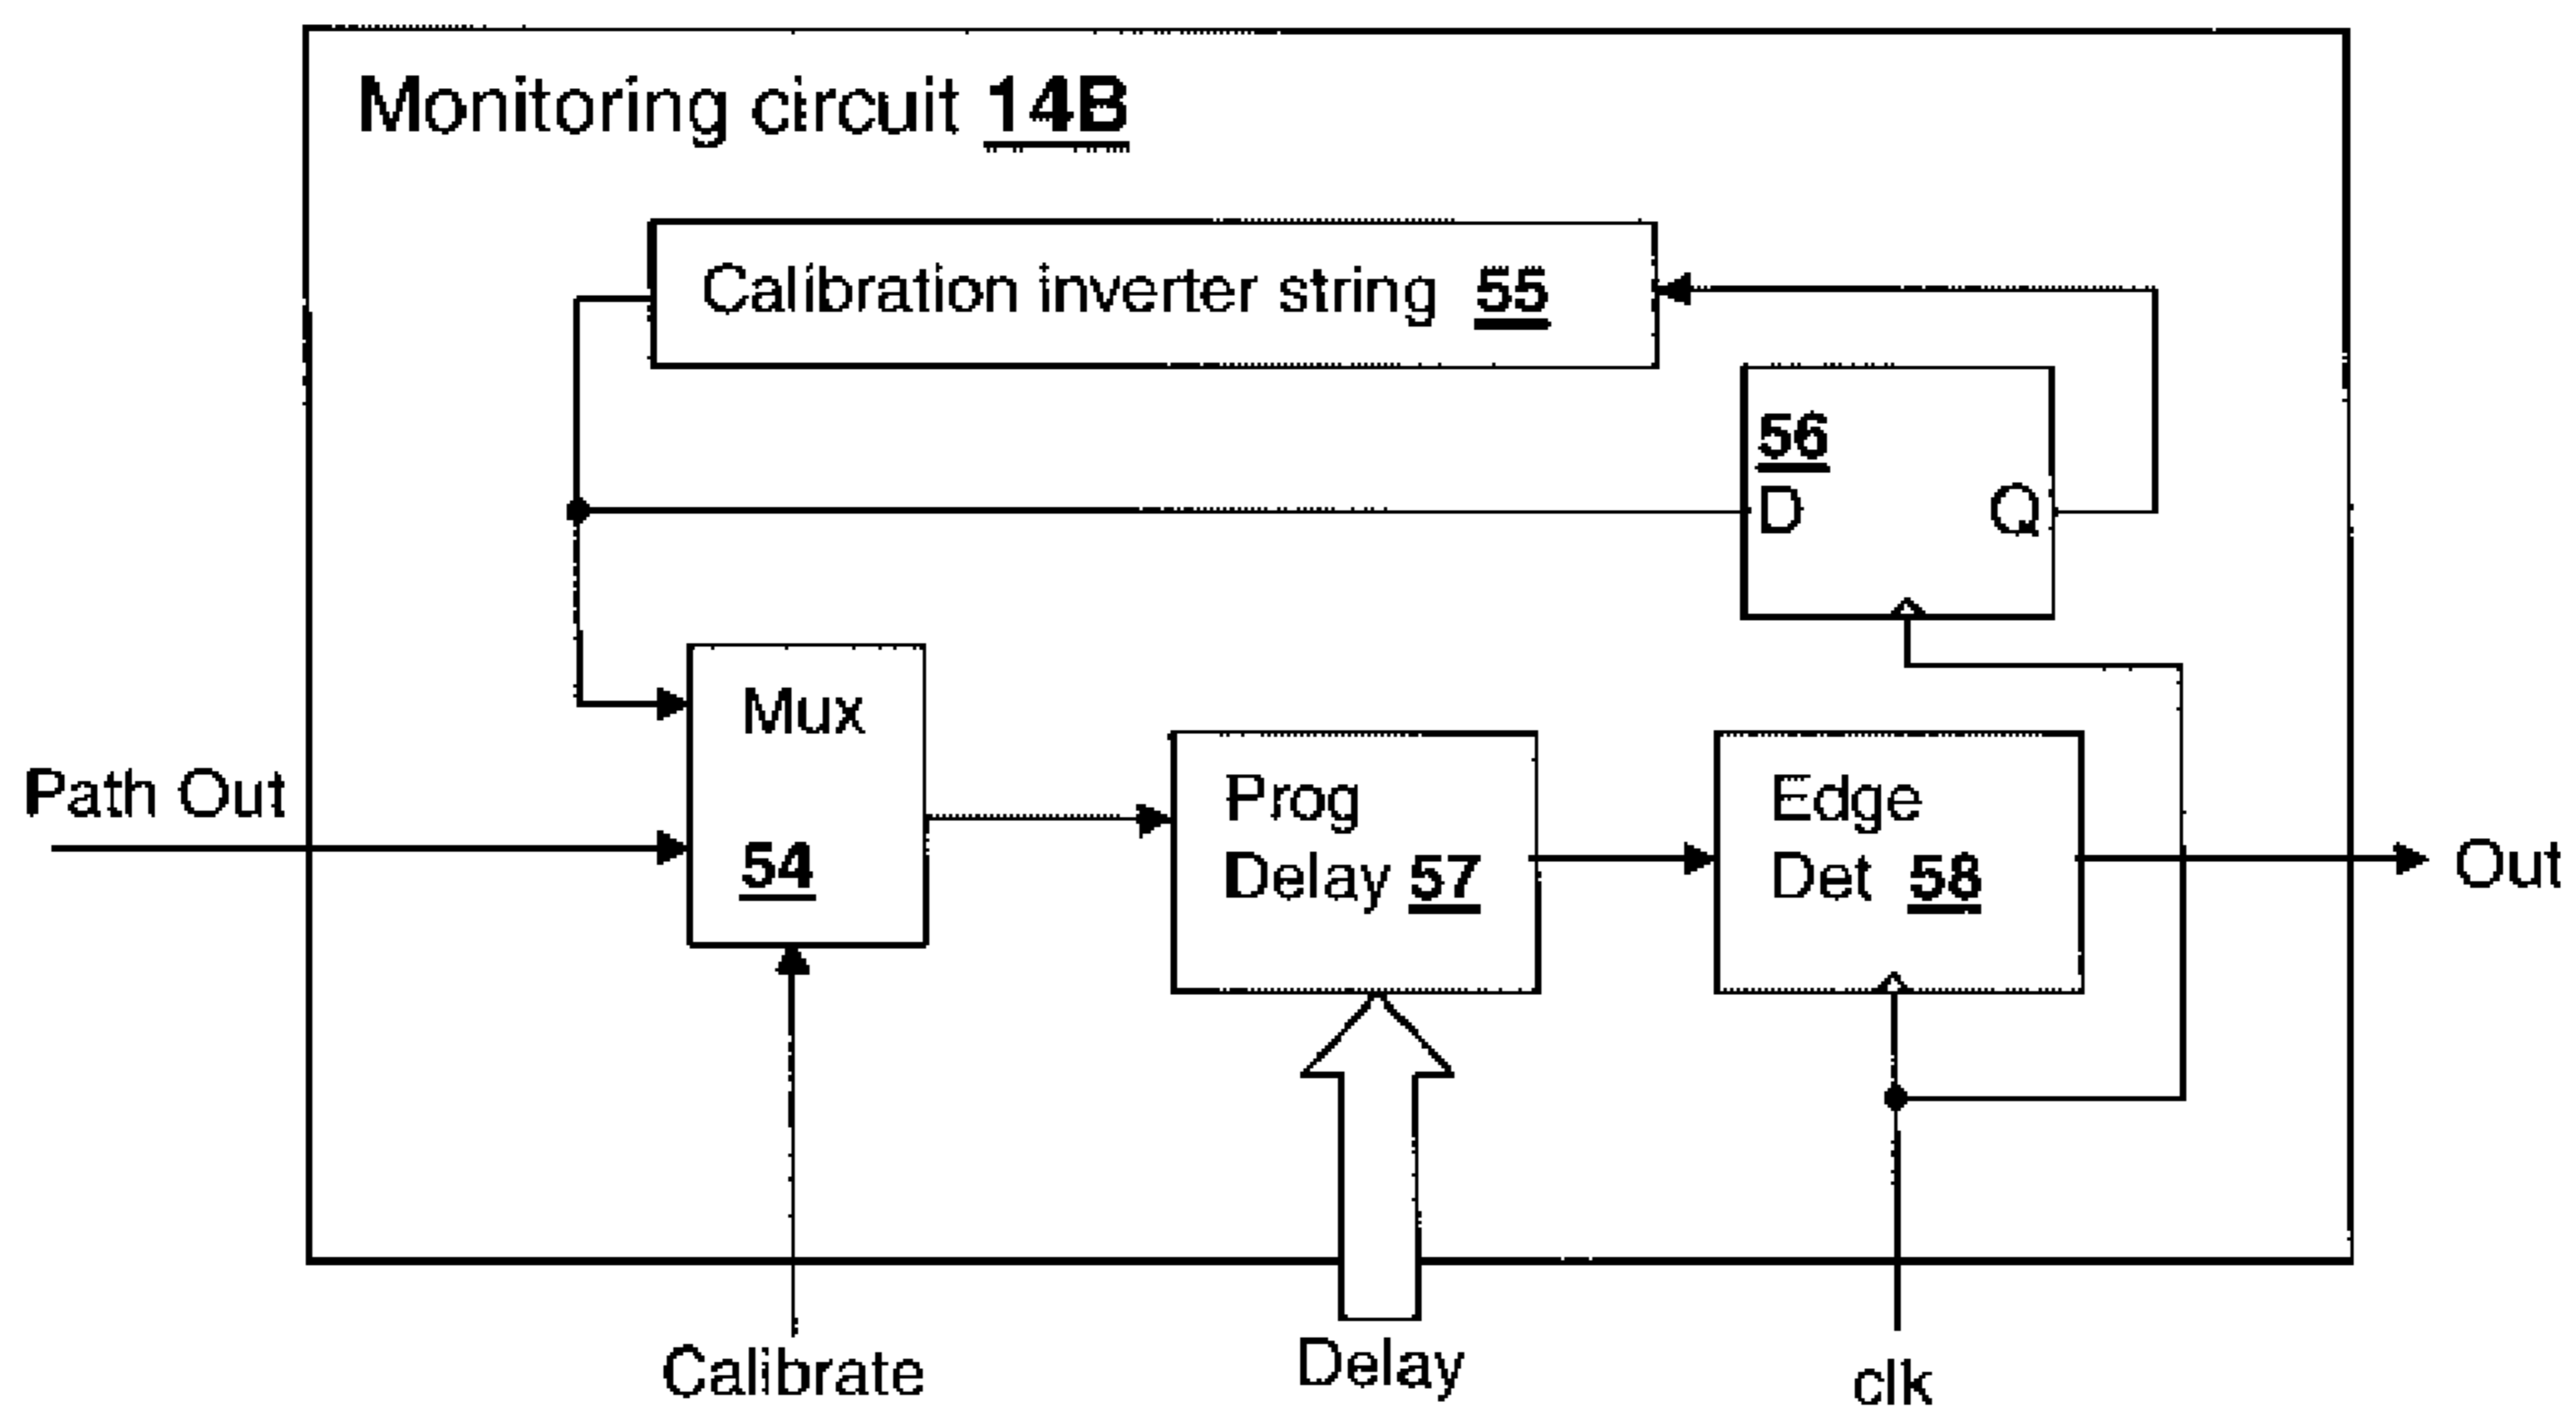 Monitoring circuit 14B
Calibration inverter string 55
56
D Q
Mux
54
Path Out
Prog
Delay 57
Edge
Det 58
Out
Calibrate
Delay
clk